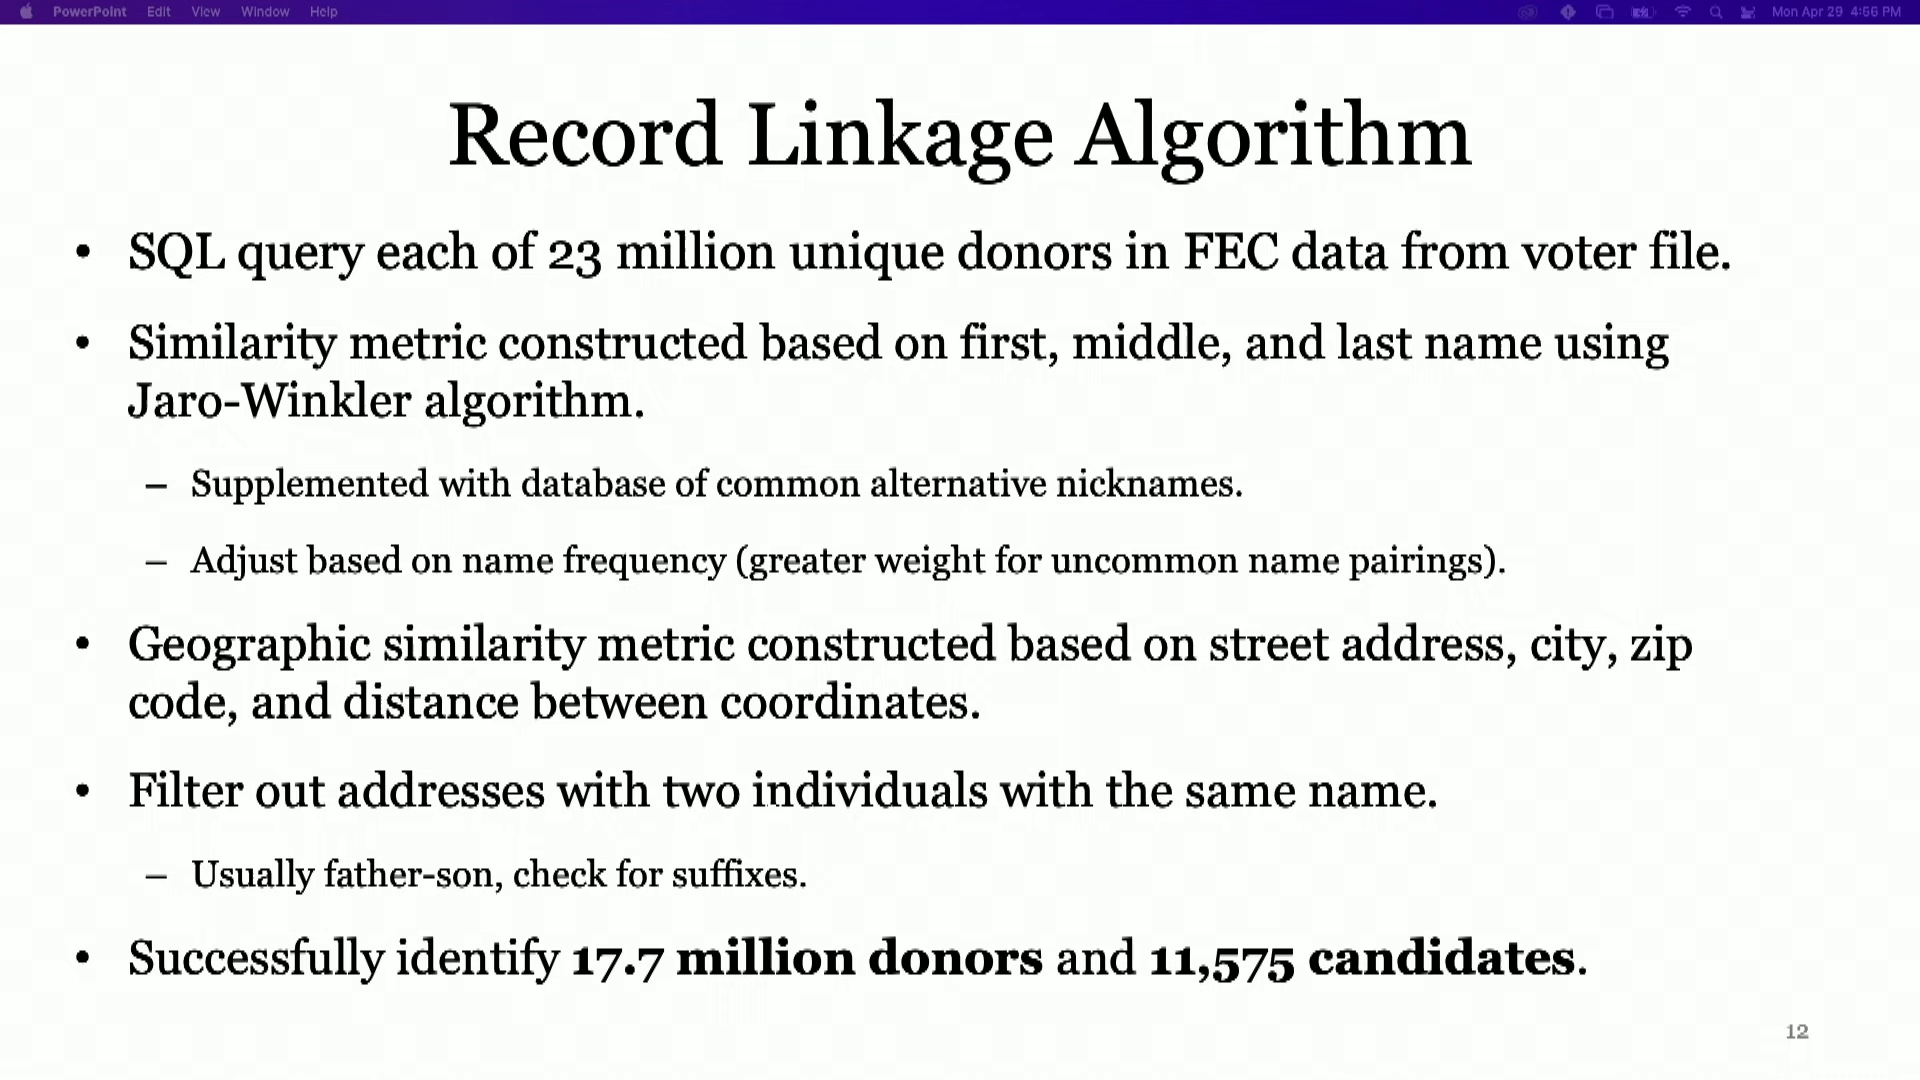 PowerPoint Edit View Window Help Mon Apr 29 4:56 PM
Record Linkage Algorithm
• SQL query each of 23 million unique donors in FEC data from voter file.
• Similarity metric constructed based on first, middle, and last name using
Jaro-Winkler algorithm.
– Supplemented with database of common alternative nicknames.
– Adjust based on name frequency (greater weight for uncommon name pairings).
• Geographic similarity metric constructed based on street address, city, zip
code, and distance between coordinates.
• Filter out addresses with two individuals with the same name.
– Usually father-son, check for suffixes.
• Successfully identify 17.7 million donors and 11,575 candidates.
12